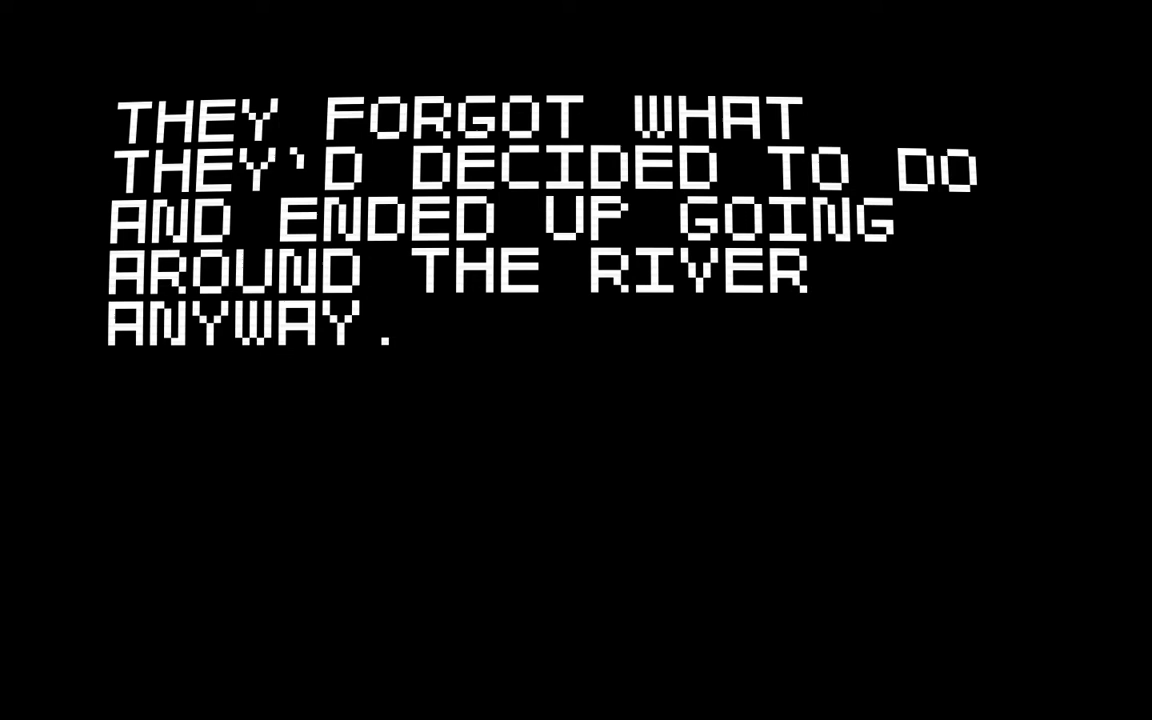 THEY FORGOT WHAT
THEY'D DECIDED TO DO
AND ENDED UP GOING
AROUND THE RIVER
ANYWAY.